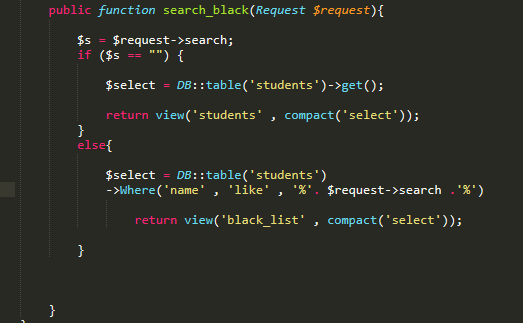 public function search_black(Request $request){
$s = $request->search;
if ($s == "") {
$select = DB::table('students')->get();
return view('students' , compact('select'));
}
else{
$select = DB::table('students')
->Where('name' , 'like' , '%'. $request->search .'%')
return view('black_list' , compact('select'));
}
}
}